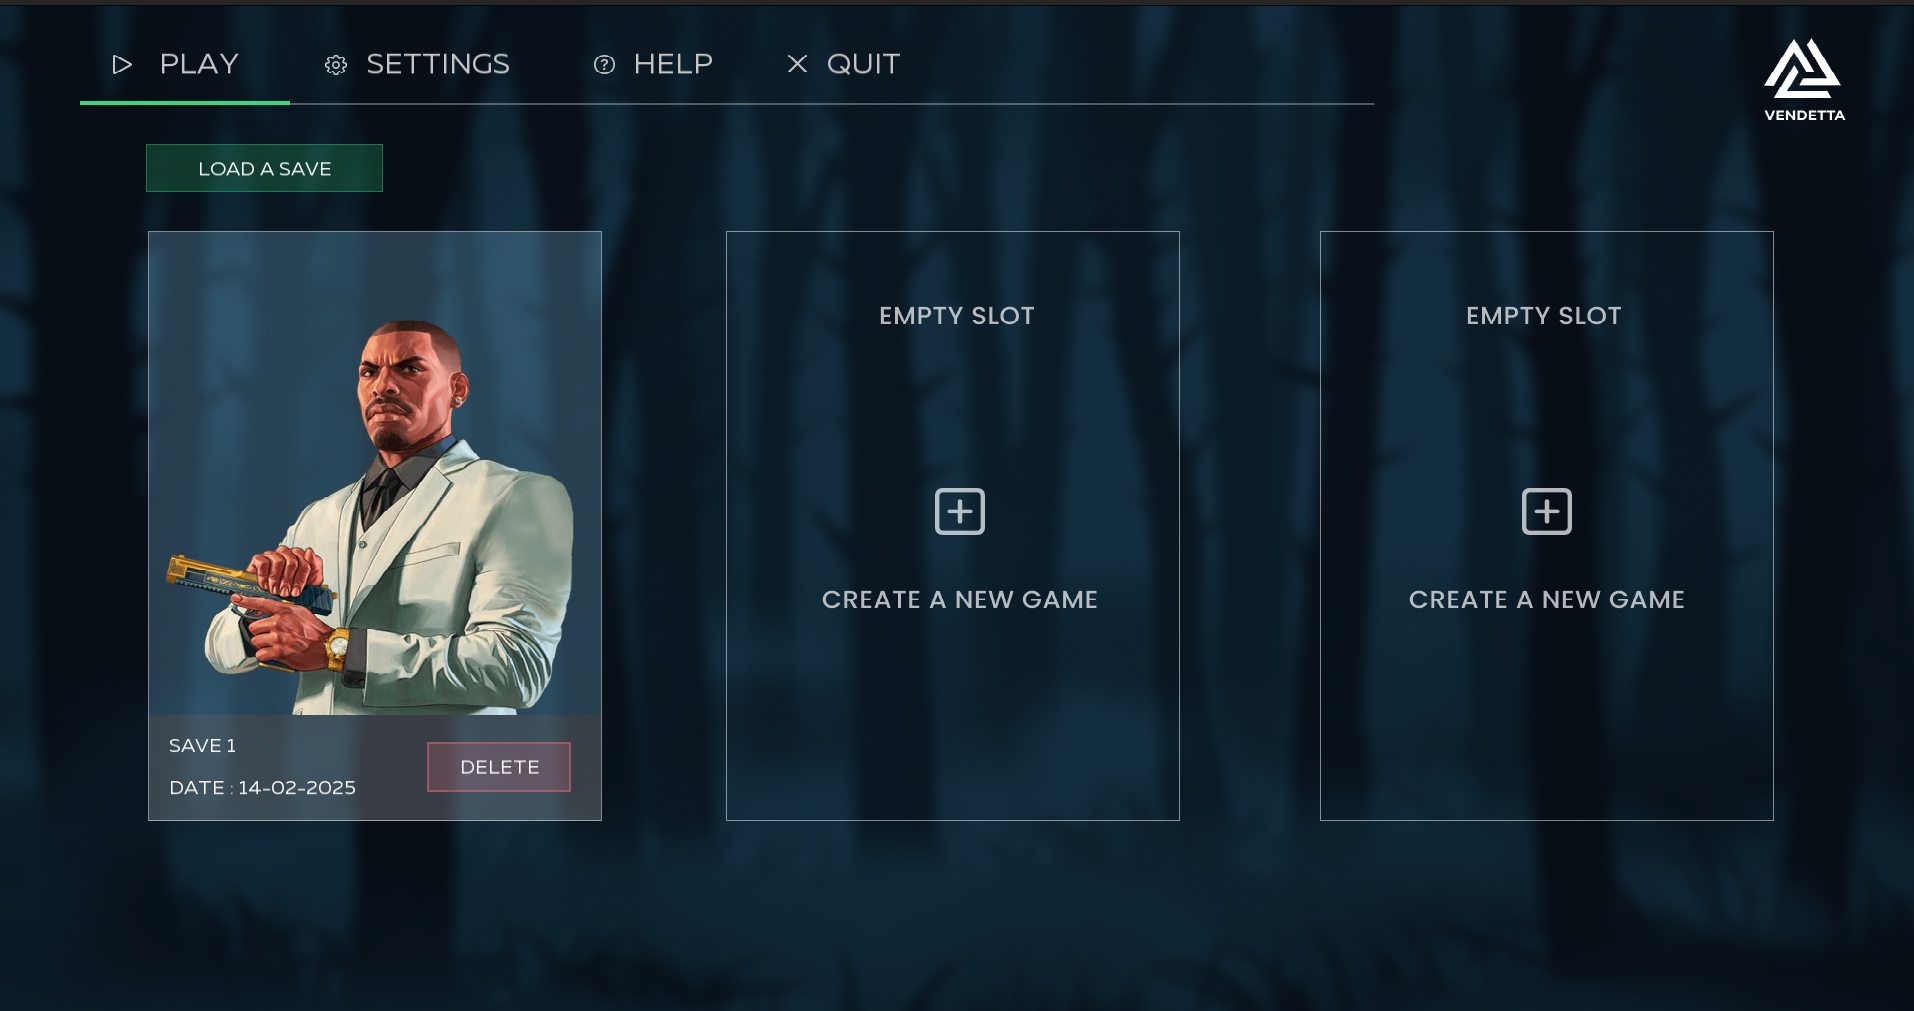 PLAY
SETTINGS
HELP
QUIT
VENDETTA
LOAD A SAVE
SAVE 1
DATE : 14-02-2025
DELETE
EMPTY SLOT
CREATE A NEW GAME
EMPTY SLOT
CREATE A NEW GAME